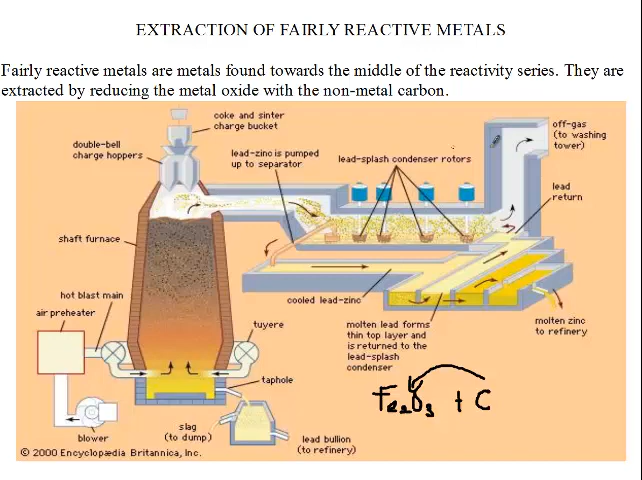 EXTRACTION OF FAIRLY REACTIVE METALS
Fairly reactive metals are metals found towards the middle of the reactivity series. They are
extracted by reducing the metal oxide with the non-metal carbon.
coke and sinter
charge bucket
double-bell
charge hoppers
lead-zinc is pumped
up to separator
lead-splash condenser rotors
off-gas
(to washing
tower)
lead
return
shaft furnace
hot blast main
air preheater
cooled lead-zinc
tuyere
molten lead forms
thin top layer and
is returned to the
lead-splash
condenser
molten zinc
to refinery
taphole
Fe₂O₃ + C
blower
slag
(to dump)
lead bullion
(to refinery)
© 2000 Encyclopædia Britannica, Inc.